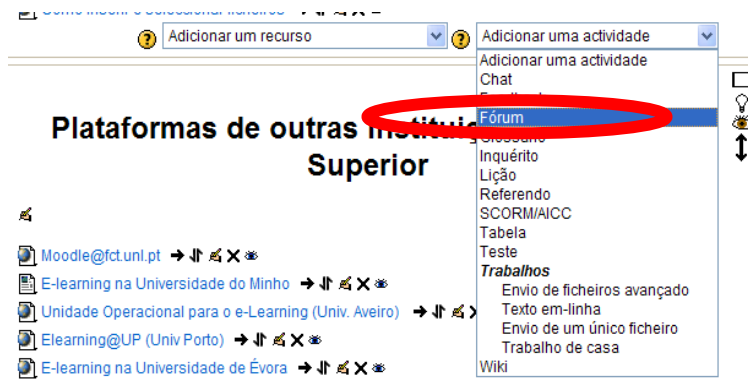 Adicionar um recurso Adicionar uma actividade
Adicionar uma actividade
Chat
Fórum
Glossário
Inquérito
Lição
Referendo
SCORM/AICC
Tabela
Teste
Trabalhos
Envio de ficheiros avançado
Texto em-linha
Envio de um único ficheiro
Trabalho de casa
Wiki
Plataformas de outras
Superior
Moodle@fct.unl.pt
E-learning na Universidade do Minho
Unidade Operacional para o e-Learning (Univ. Aveiro)
Elearning@UP (Univ Porto)
E-learning na Universidade de Évora